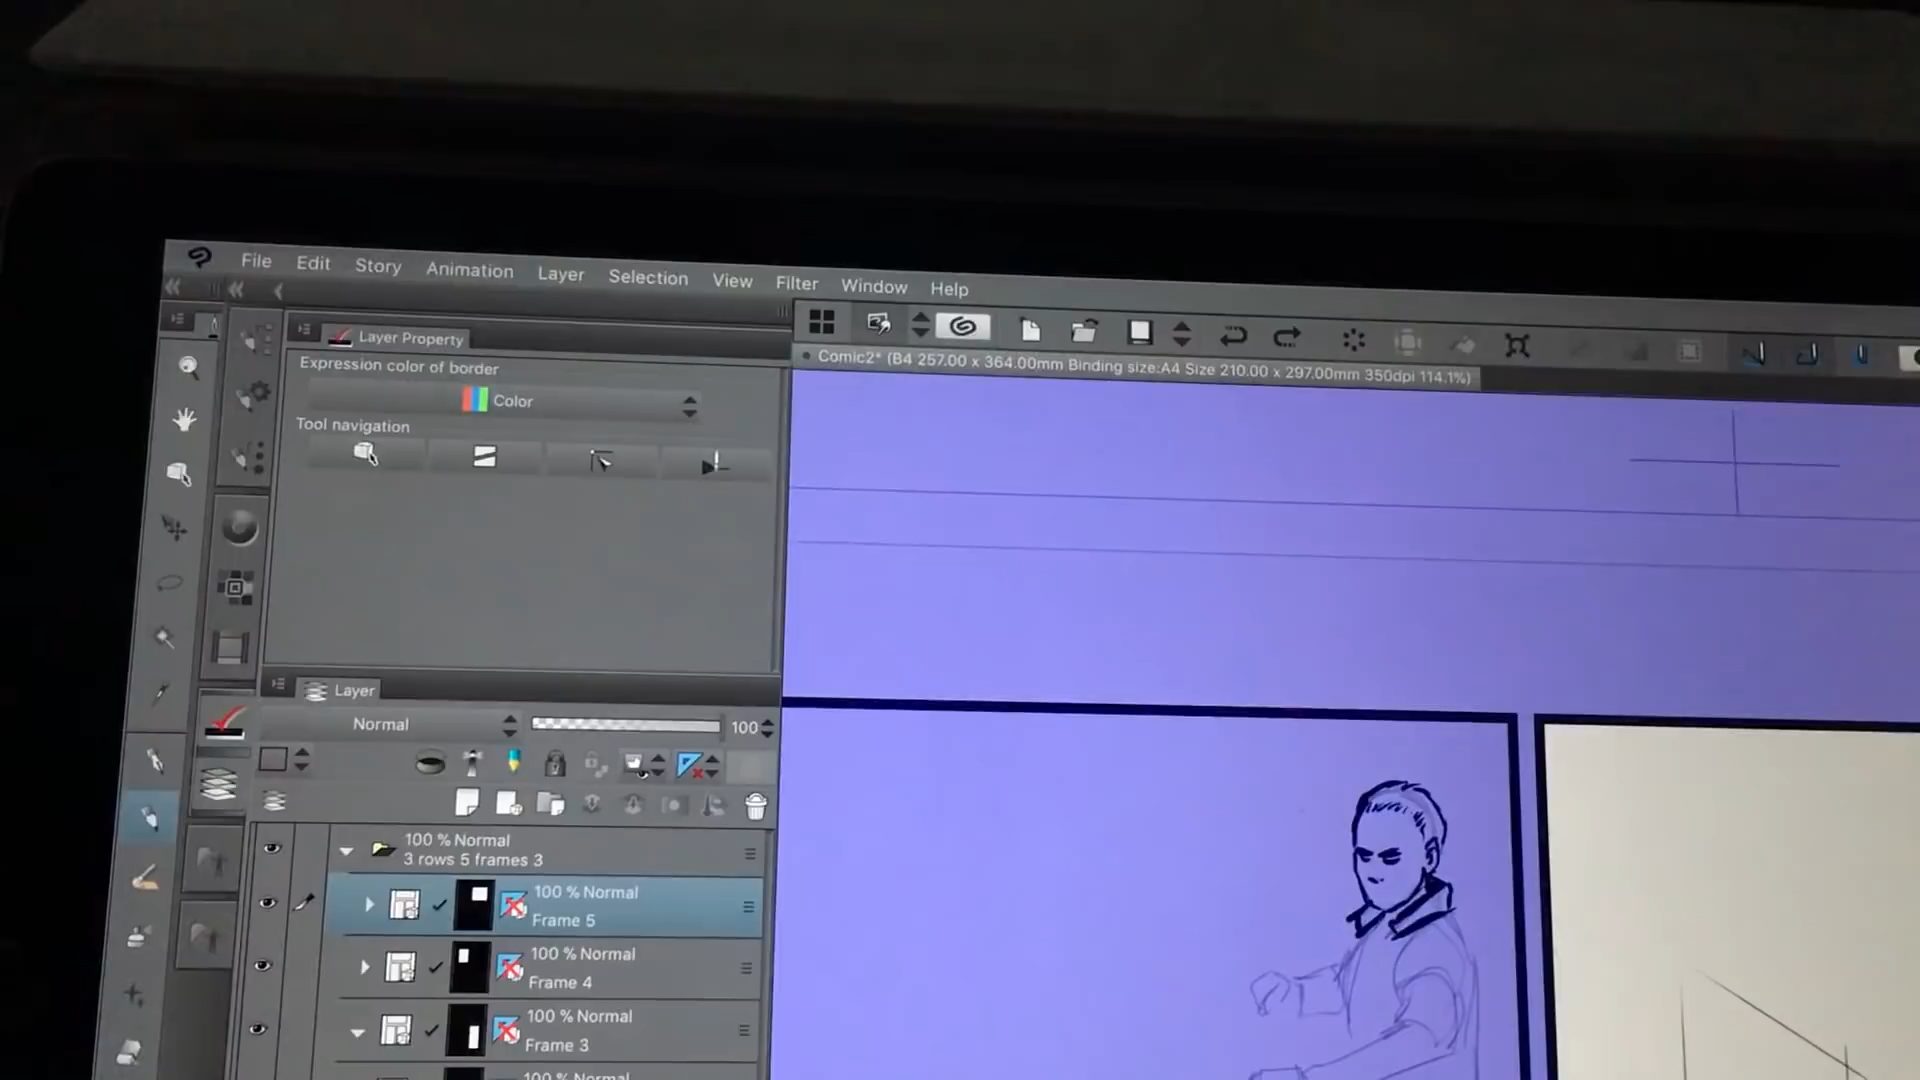 File Edit Story Animation Layer Selection View Filter Window Help
Layer Property
Comic2* (B4 257.00 x 364.00mm Binding size:A4 Size 210.00 x 297.00mm 350dpi 114.1%)
Expression color of border
Color
Tool navigation
Layer
Normal 100
100 % Normal
3 rows 5 frames 3
100 % Normal
Frame 5
100 % Normal
Frame 4
100 % Normal
Frame 3
100 % Normal